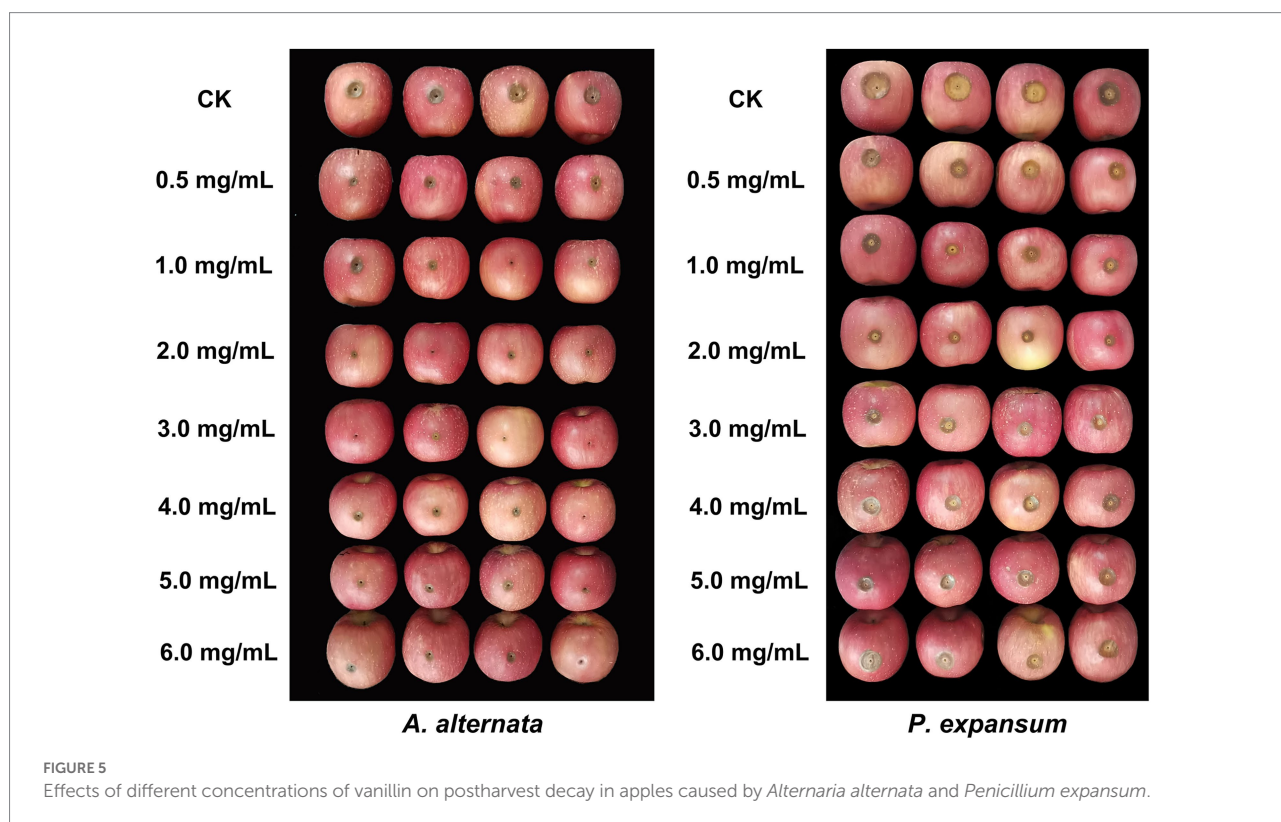 CK
0.5 mg/mL
1.0 mg/mL
2.0 mg/mL
3.0 mg/mL
4.0 mg/mL
5.0 mg/mL
6.0 mg/mL
A. alternata
CK
0.5 mg/mL
1.0 mg/mL
2.0 mg/mL
3.0 mg/mL
4.0 mg/mL
5.0 mg/mL
6.0 mg/mL
P. expansum
FIGURE 5
Effects of different concentrations of vanillin on postharvest decay in apples caused by Alternaria alternata and Penicillium expansum.